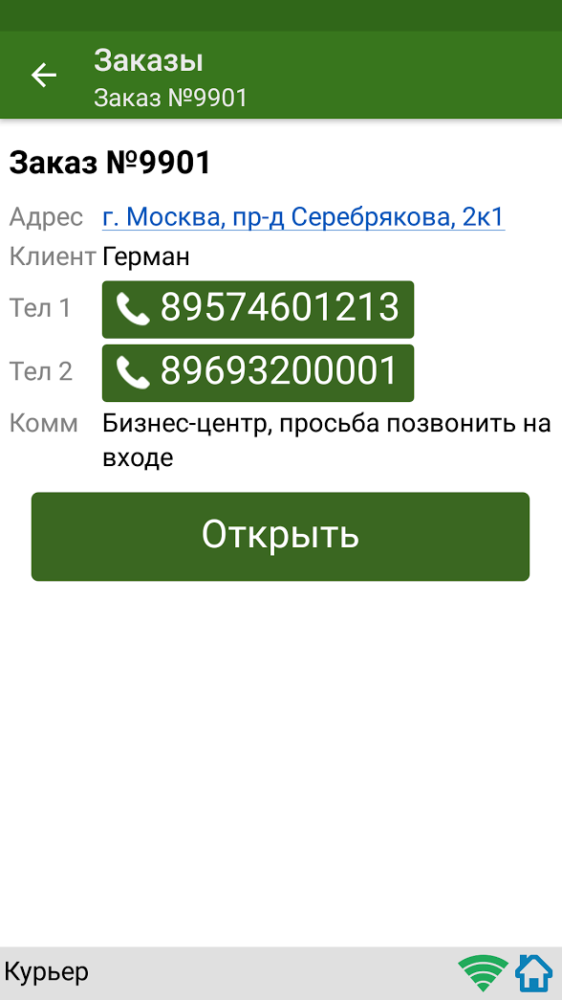 Заказы
Заказ №9901
Заказ №9901
Адрес г. Москва, пр-д Серебрякова, 2к1
Клиент Герман
Тел 1 89574601213
Тел 2 89693200001
Комм Бизнес-центр, просьба позвонить на
входе
Открыть
Курьер